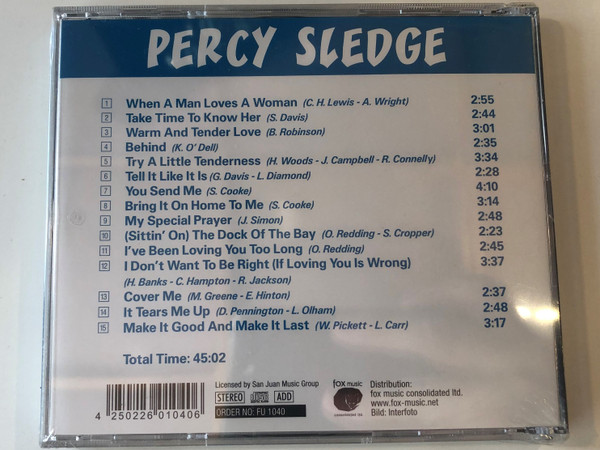 PERCY SLEDGE
1 When A Man Loves A Woman (C. H. Lewis - A. Wright) 2:55
2 Take Time To Know Her (S. Davis) 2:44
3 Warm And Tender Love (B. Robinson) 3:01
4 Behind (K. O' Dell) 2:35
5 Try A Little Tenderness (H. Woods - J. Campbell - R. Connelly) 3:34
6 Tell It Like It Is (G. Davis - L. Diamond) 2:28
7 You Send Me (S. Cooke) 4:10
8 Bring It On Home To Me (S. Cooke) 3:14
9 My Special Prayer (J. Simon) 2:48
10 (Sittin' On) The Dock Of The Bay (O. Redding - S. Cropper) 2:23
11 I've Been Loving You Too Long (O. Redding) 2:45
12 I Don't Want To Be Right (If Loving You Is Wrong) 3:37
(H. Banks - C. Hampton - R. Jackson)
13 Cover Me (M. Greene - E. Hinton) 2:37
14 It Tears Me Up (D. Pennington - L. Olham) 2:48
15 Make It Good And Make It Last (W. Pickett - L. Carr) 3:17
Total Time: 45:02
4 250226 010406
Licensed by San Juan Music Group
STEREO ADD
ORDER NO: FU 1040
fox music
Distribution:
fox music consolidated ltd.
www.fox-music.net
Bild: Interfoto